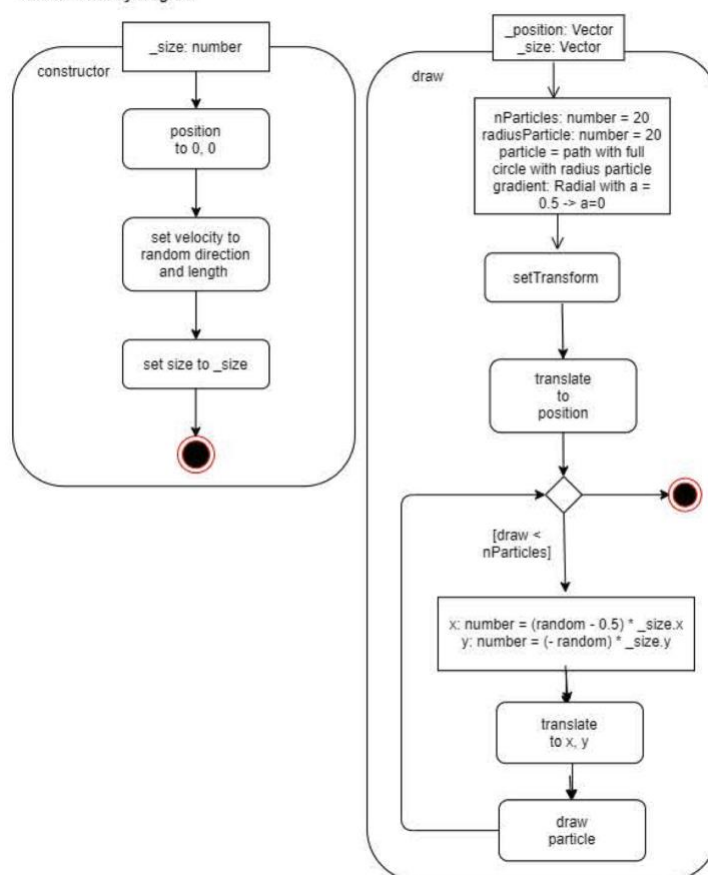 _size: number
constructor
position
to 0, 0
set velocity to
random direction
and length
set size to _size
_position: Vector
_size: Vector
draw
nParticles: number = 20
radiusParticle: number = 20
particle = path with full
circle with radius particle
gradient: Radial with a =
0.5 -> a=0
setTransform
translate
to
position
[draw <
nParticles]
x: number = (random - 0.5) * _size.x
y: number = (- random) * _size.y
translate
to x, y
draw
particle